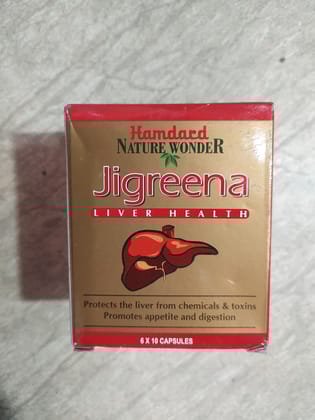 Hamdard
NATURE WONDER
Jigreena
LIVER HEALTH
Protects the liver from chemicals & toxins
Promotes appetite and digestion
6 X 10 CAPSULES